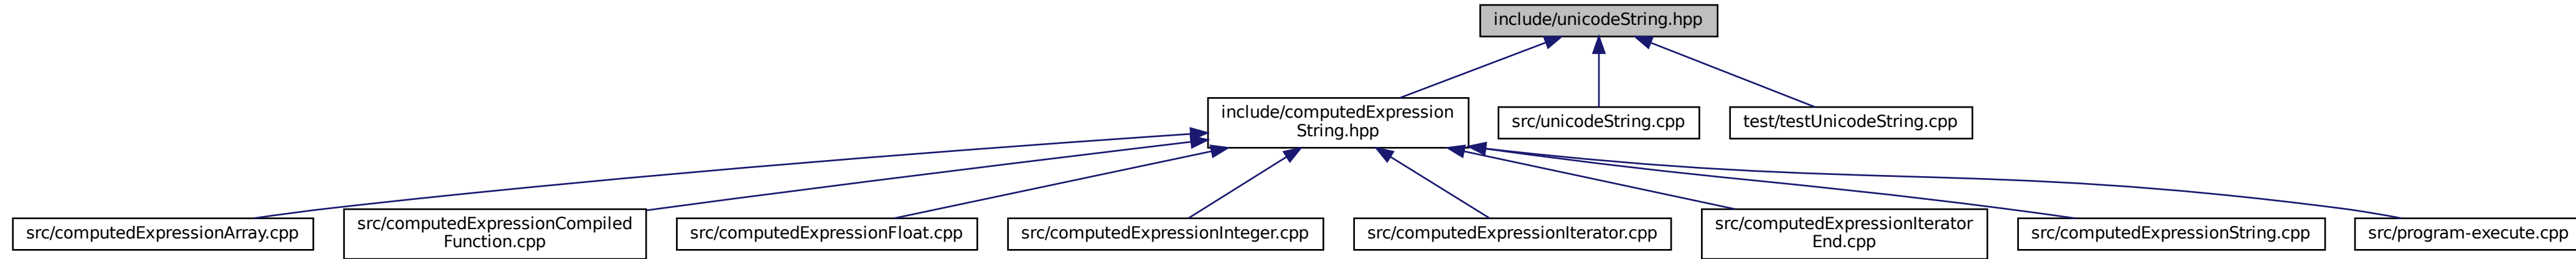 include/unicodeString.hpp
include/computedExpression
String.hpp
src/unicodeString.cpp
test/testUnicodeString.cpp
src/computedExpressionArray.cpp
src/computedExpressionCompiled
Function.cpp
src/computedExpressionFloat.cpp
src/computedExpressionInteger.cpp
src/computedExpressionIterator.cpp
src/computedExpressionIterator
End.cpp
src/computedExpressionString.cpp
src/program-execute.cpp